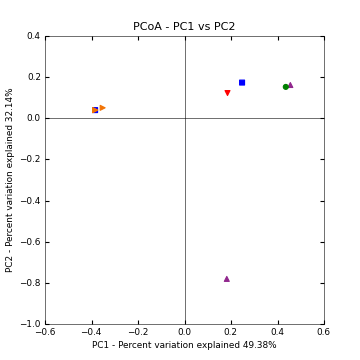 PCoA - PC1 vs PC2
0.4
0.2
0.0
−0.2
−0.4
−0.6
−0.8
−1.0
PC2 - Percent variation explained 32.14%
−0.6 −0.4 −0.2 0.0 0.2 0.4 0.6
PC1 - Percent variation explained 49.38%